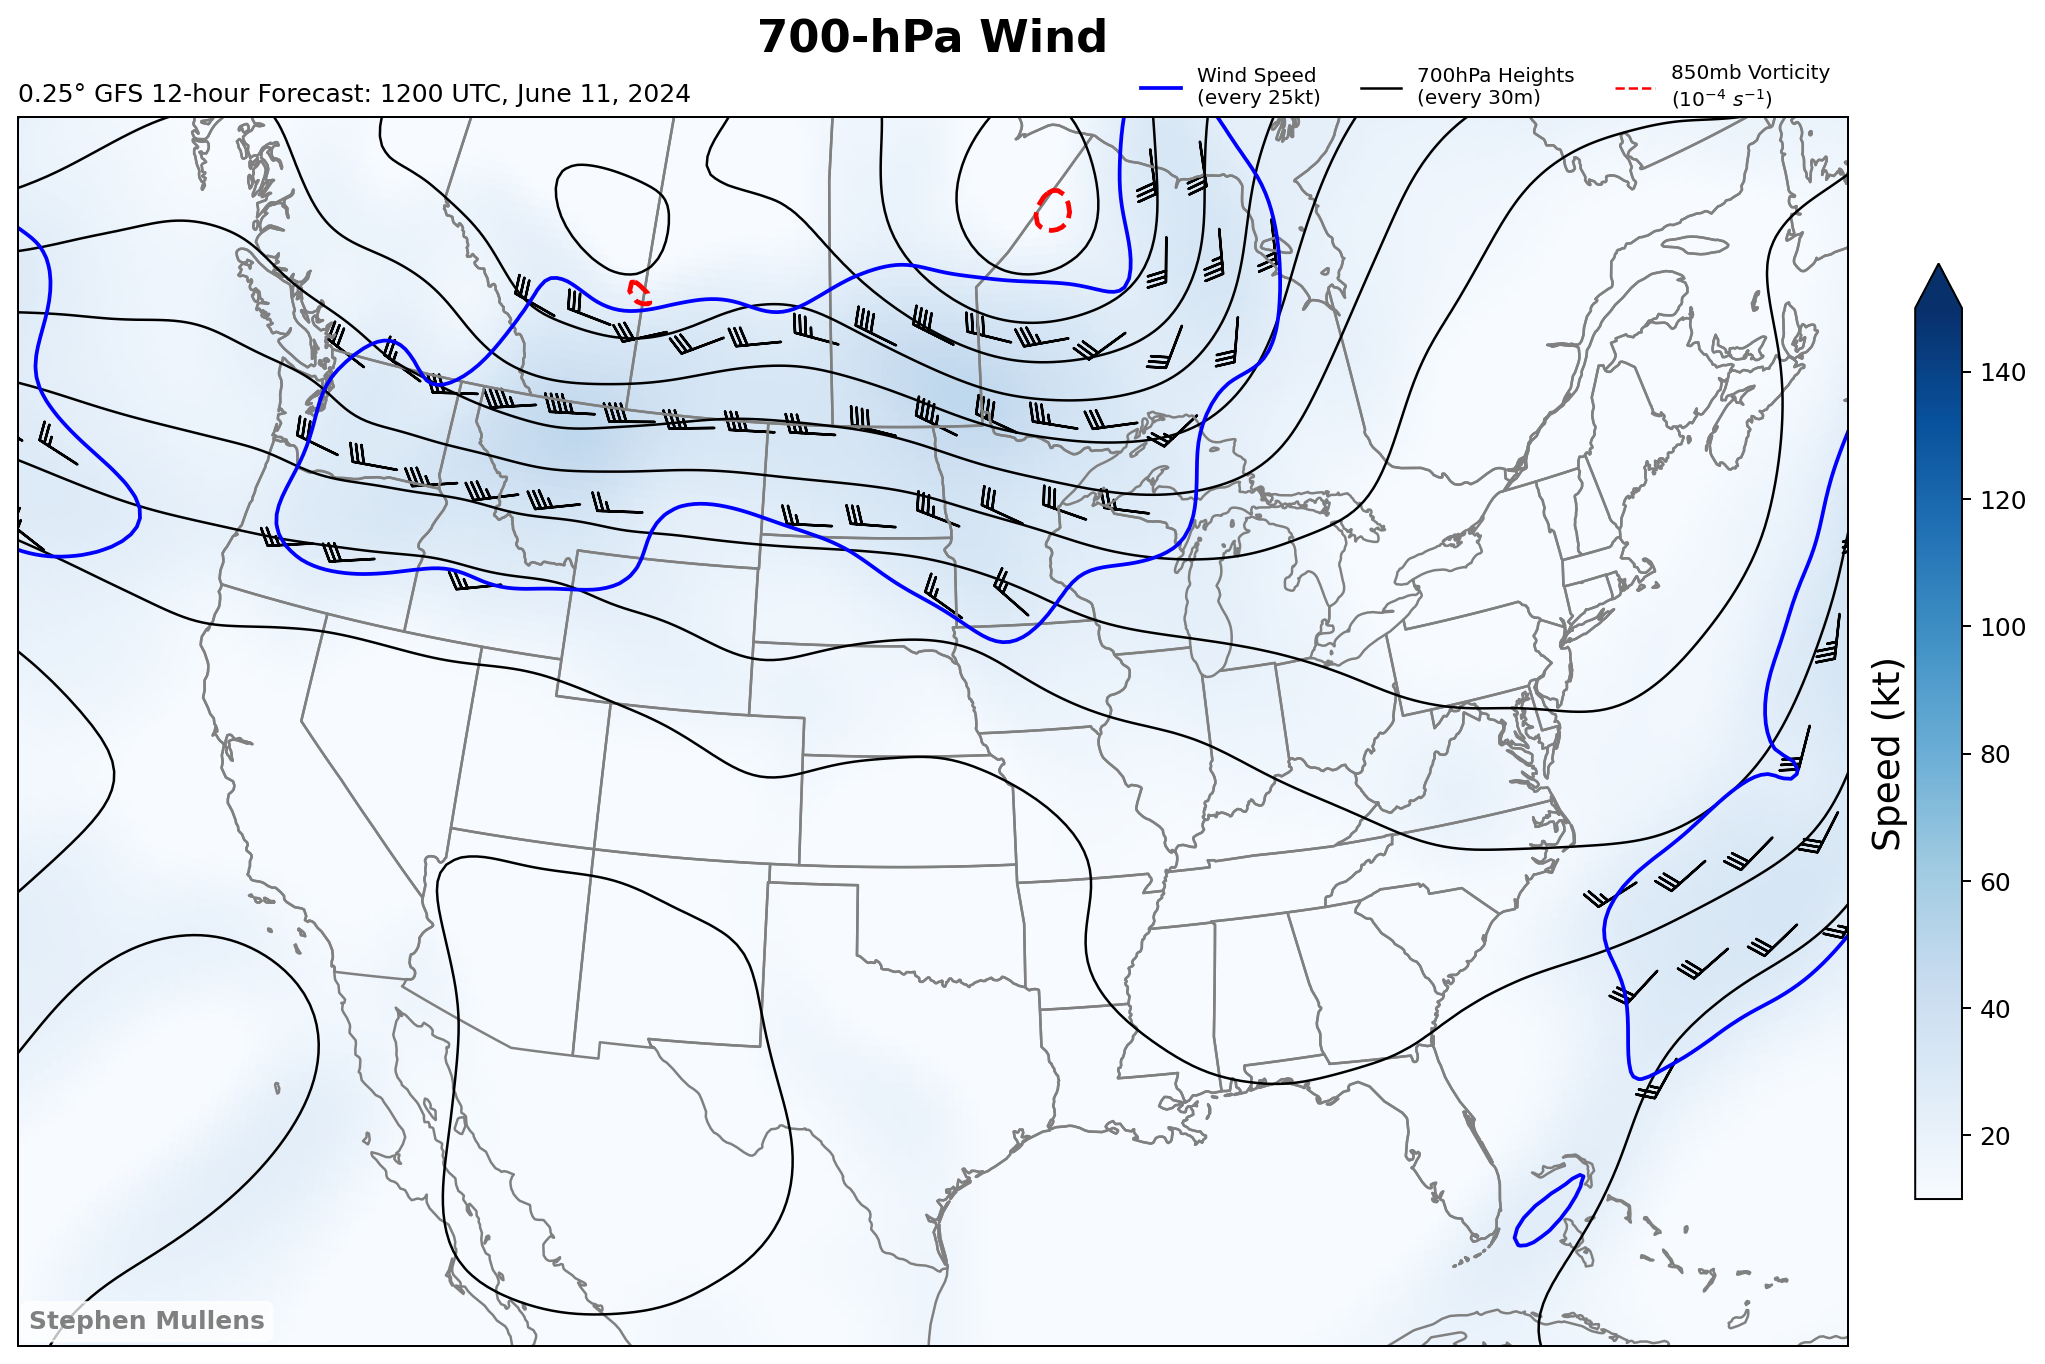 700-hPa Wind
0.25° GFS 12-hour Forecast: 1200 UTC, June 11, 2024
Wind Speed
(every 25kt)
700hPa Heights
(every 30m)
850mb Vorticity
(10⁻⁴ s⁻¹)
140
120
100
80
60
40
20
Speed (kt)
Stephen Mullens